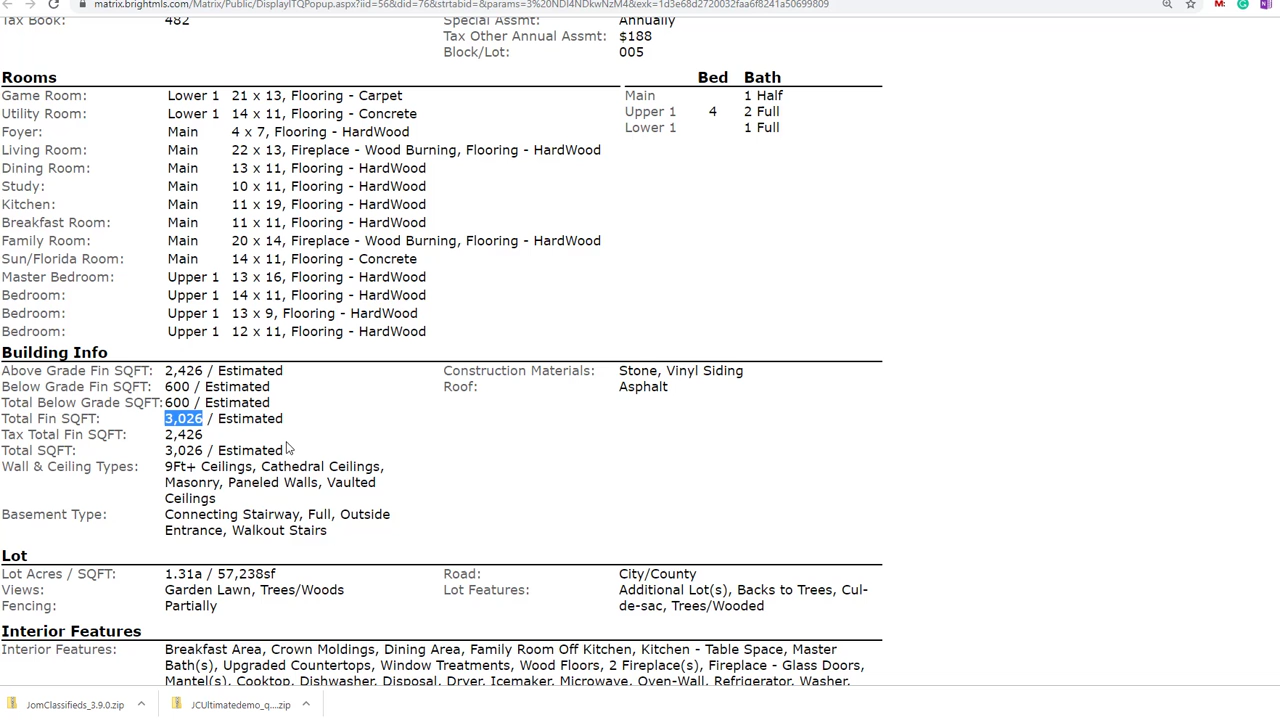 matrix.brightmls.com/Matrix/Public/DisplayITQPopup.aspx?iid=56&did=76&strtabid=&params=3%20NDI4NDkwNzM4&exk=1d3e68d2720032faa6f8241a50699809
Tax Book: 482 Special Assmt: Annually
Tax Other Annual Assmt: $188
Block/Lot: 005
Rooms Bed Bath
Game Room: Lower 1 21 x 13, Flooring - Carpet Main 1 Half
Utility Room: Lower 1 14 x 11, Flooring - Concrete Upper 1 4 2 Full
Foyer: Main 4 x 7, Flooring - HardWood Lower 1 1 Full
Living Room: Main 22 x 13, Fireplace - Wood Burning, Flooring - HardWood
Dining Room: Main 13 x 11, Flooring - HardWood
Study: Main 10 x 11, Flooring - HardWood
Kitchen: Main 11 x 19, Flooring - HardWood
Breakfast Room: Main 11 x 11, Flooring - HardWood
Family Room: Main 20 x 14, Fireplace - Wood Burning, Flooring - HardWood
Sun/Florida Room: Main 14 x 11, Flooring - Concrete
Master Bedroom: Upper 1 13 x 16, Flooring - HardWood
Bedroom: Upper 1 14 x 11, Flooring - HardWood
Bedroom: Upper 1 13 x 9, Flooring - HardWood
Bedroom: Upper 1 12 x 11, Flooring - HardWood
Building Info
Above Grade Fin SQFT: 2,426 / Estimated Construction Materials: Stone, Vinyl Siding
Below Grade Fin SQFT: 600 / Estimated Roof: Asphalt
Total Below Grade SQFT: 600 / Estimated
Total Fin SQFT: 3,026 / Estimated
Tax Total Fin SQFT: 2,426
Total SQFT: 3,026 / Estimated
Wall & Ceiling Types: 9Ft+ Ceilings, Cathedral Ceilings,
Masonry, Paneled Walls, Vaulted
Ceilings
Basement Type: Connecting Stairway, Full, Outside
Entrance, Walkout Stairs
Lot
Lot Acres / SQFT: 1.31a / 57,238sf Road: City/County
Views: Garden Lawn, Trees/Woods Lot Features: Additional Lot(s), Backs to Trees, Cul-
Fencing: Partially de-sac, Trees/Wooded
Interior Features
Interior Features: Breakfast Area, Crown Moldings, Dining Area, Family Room Off Kitchen, Kitchen - Table Space, Master
Bath(s), Upgraded Countertops, Window Treatments, Wood Floors, 2 Fireplace(s), Fireplace - Glass Doors,
Mantel(s), Cooktop, Dishwasher, Disposal, Dryer, Icemaker, Microwave, Oven-Wall, Refrigerator, Washer,
JomClassifieds_3.9.0.zip JCUltimatedemo_q....zip